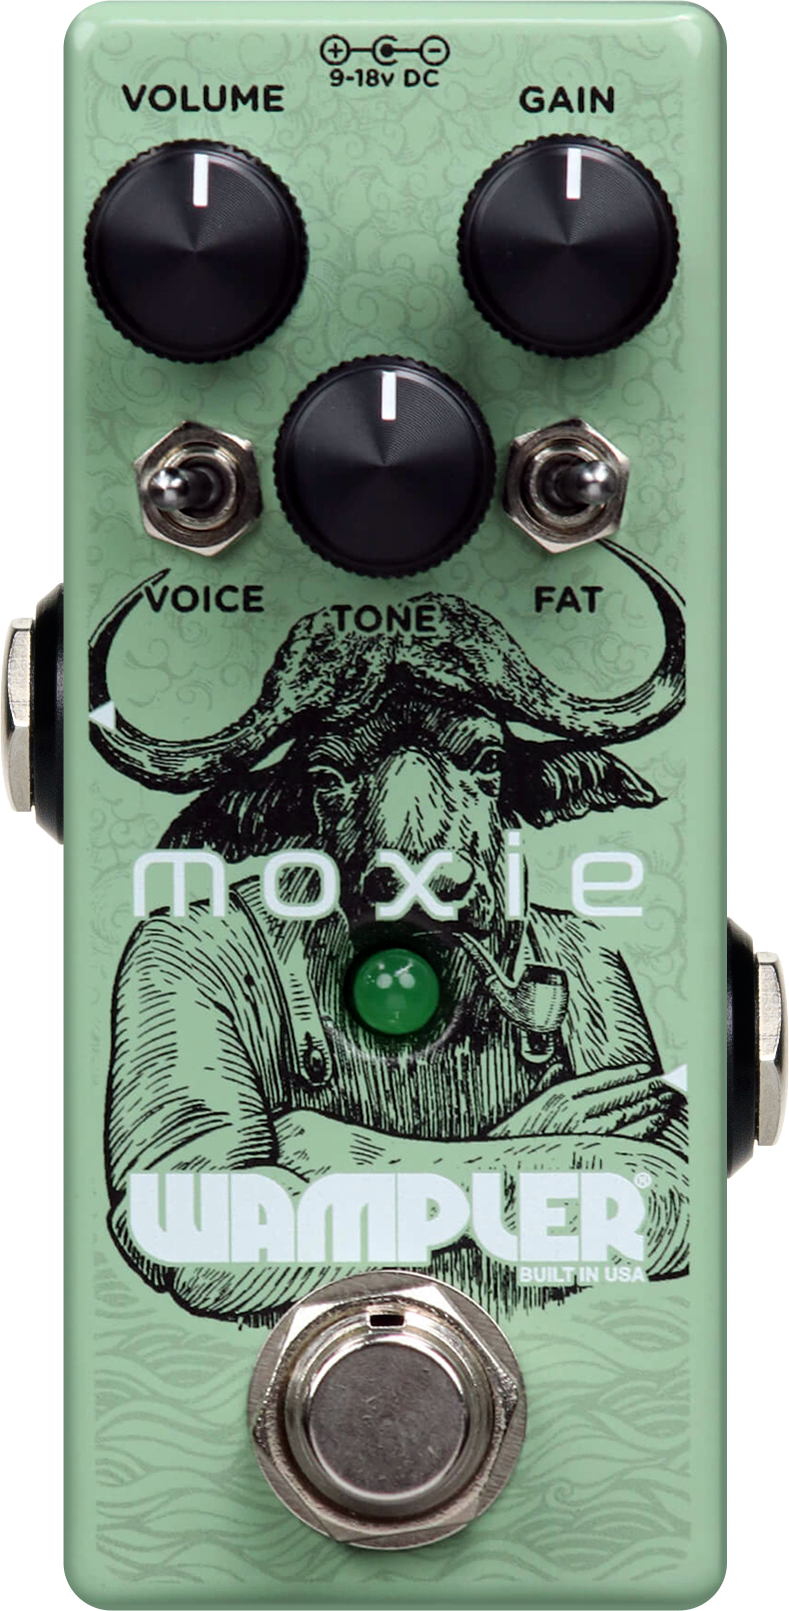 9-18v DC
VOLUME
GAIN
VOICE
TONE
FAT
moxie
WAMPLER®
BUILT IN USA